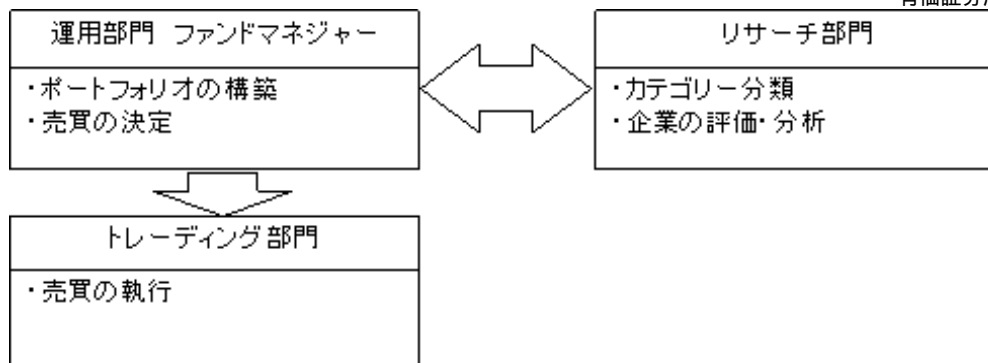 運用部門 ファンドマネジャー
・ポートフォリオの構築
・売買の決定
リサーチ部門
・カテゴリー分類
・企業の評価・分析
トレーディング部門
・売買の執行